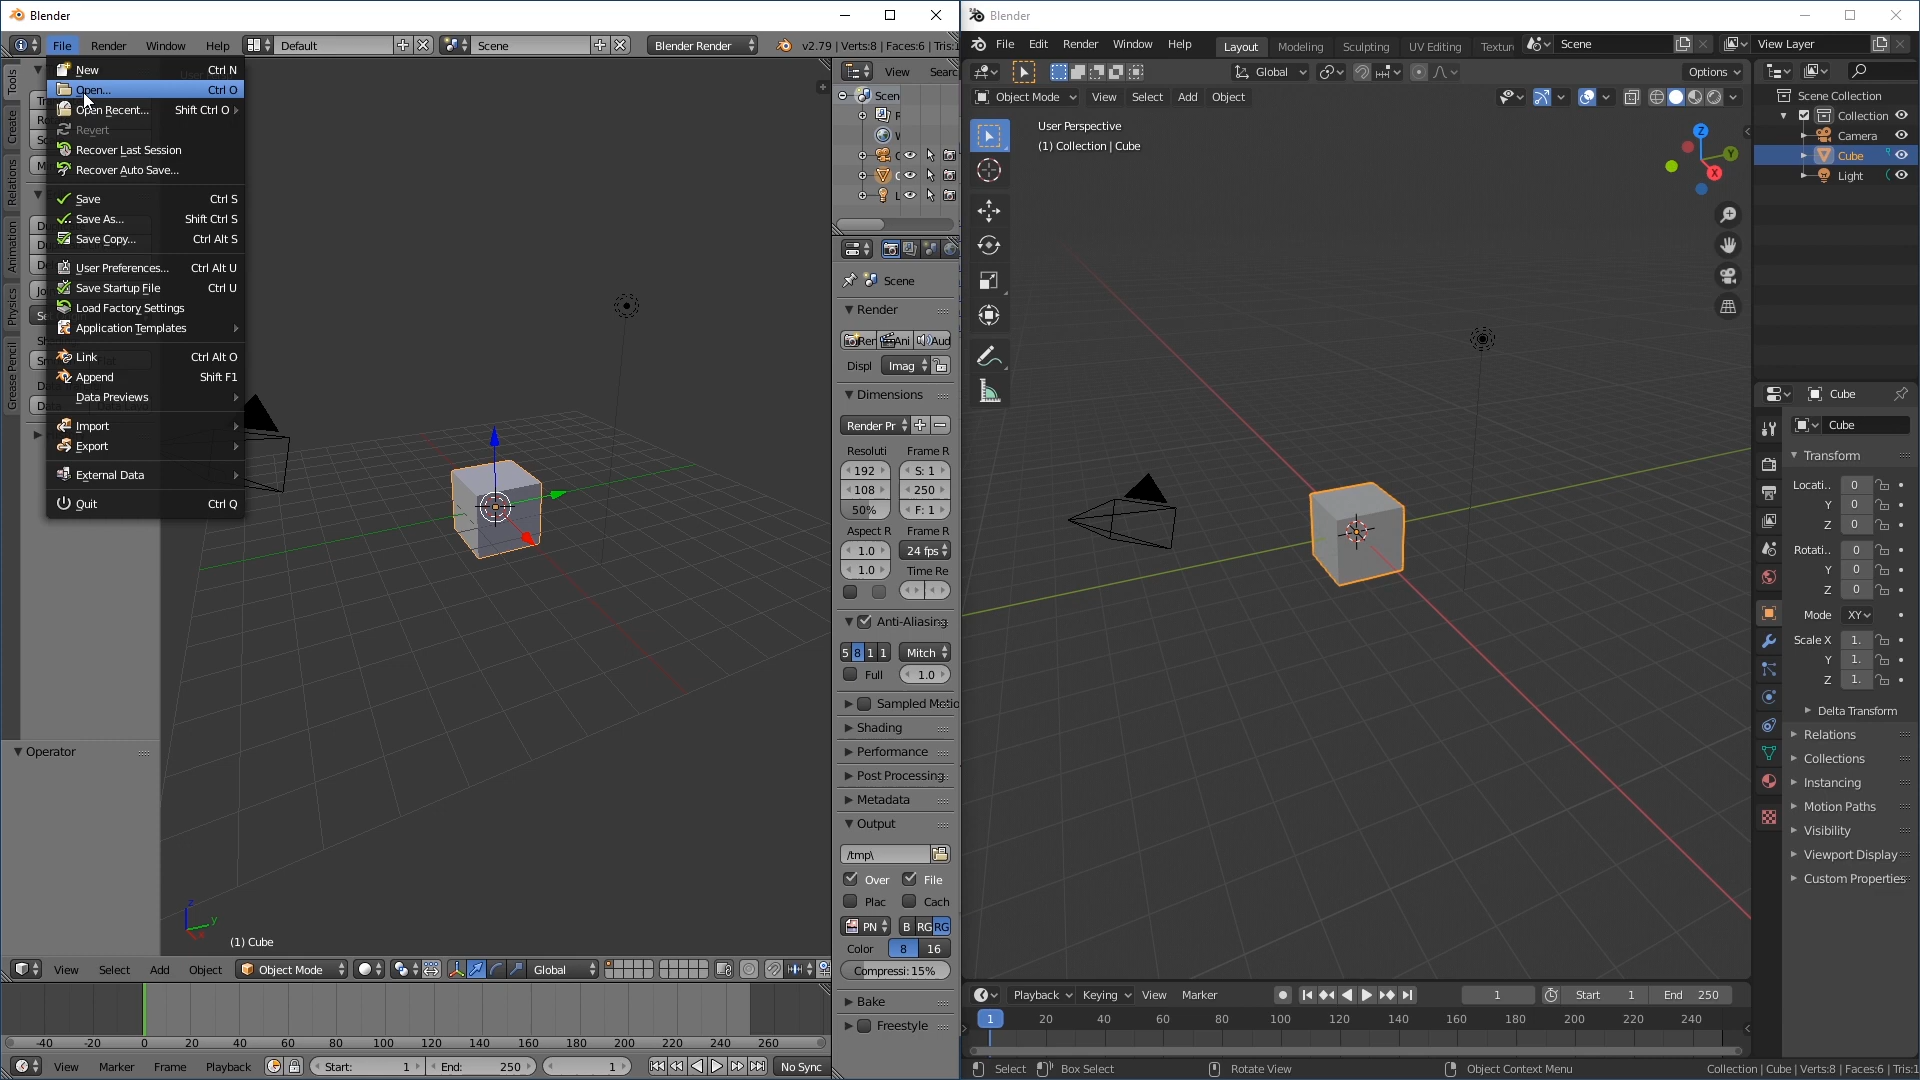 Blender
File Render Window Help Default Scene Blender Render v2.79 | Verts:8 | Faces:6 | Tris:1
New Ctrl N
Open... Ctrl O
Open Recent... Shift Ctrl O
Revert
Recover Last Session
Recover Auto Save...
Save Ctrl S
Save As... Shift Ctrl S
Save Copy... Ctrl Alt S
User Preferences... Ctrl Alt U
Save Startup File Ctrl U
Load Factory Settings
Application Templates
Link Ctrl Alt O
Append Shift F1
Data Previews
Import
Export
External Data
Quit Ctrl Q
Tools
Create
Relations
Animation
Physics
Grease Pencil
Operator
(1) Cube
z
y
View Select Add Object Object Mode Global
-40 -20 0 20 40 60 80 100 120 140 160 180 200 220 240 260
View Marker Frame Playback Start: 1 End: 250 1 No Sync
View Searc
Scen
Scene
Render
Ren Ani Aud
Displ Imag
Dimensions
Render Pr
Resoluti Frame R
192 S: 1
108 250
50% F: 1
Aspect R Frame R
1.0 24 fps
1.0 Time Re
Anti-Aliasing
5 8 1 1 Mitch
Full 1.0
Sampled Motio
Shading
Performance
Post Processing
Metadata
Output
/tmp\
Over File
Plac Cach
PN B RG RG
Color 8 16
Compressi: 15%
Bake
Freestyle
Blender
File Edit Render Window Help Layout Modeling Sculpting UV Editing Textur Scene View Layer
Global Options
Object Mode View Select Add Object
User Perspective
(1) Collection | Cube
Z
Y
X
Scene Collection
Collection
Camera
Cube
Light
Cube
Cube
Transform
Locati.. 0
Y 0
Z 0
Rotati.. 0
Y 0
Z 0
Mode XY
Scale X 1.
Y 1.
Z 1.
Delta Transform
Relations
Collections
Instancing
Motion Paths
Visibility
Viewport Display
Custom Properties
Playback Keying View Marker 1 Start 1 End 250
1 20 40 60 80 100 120 140 160 180 200 220 240
Select Box Select Rotate View Object Context Menu Collection | Cube | Verts:8 | Faces:6 | Tris:1